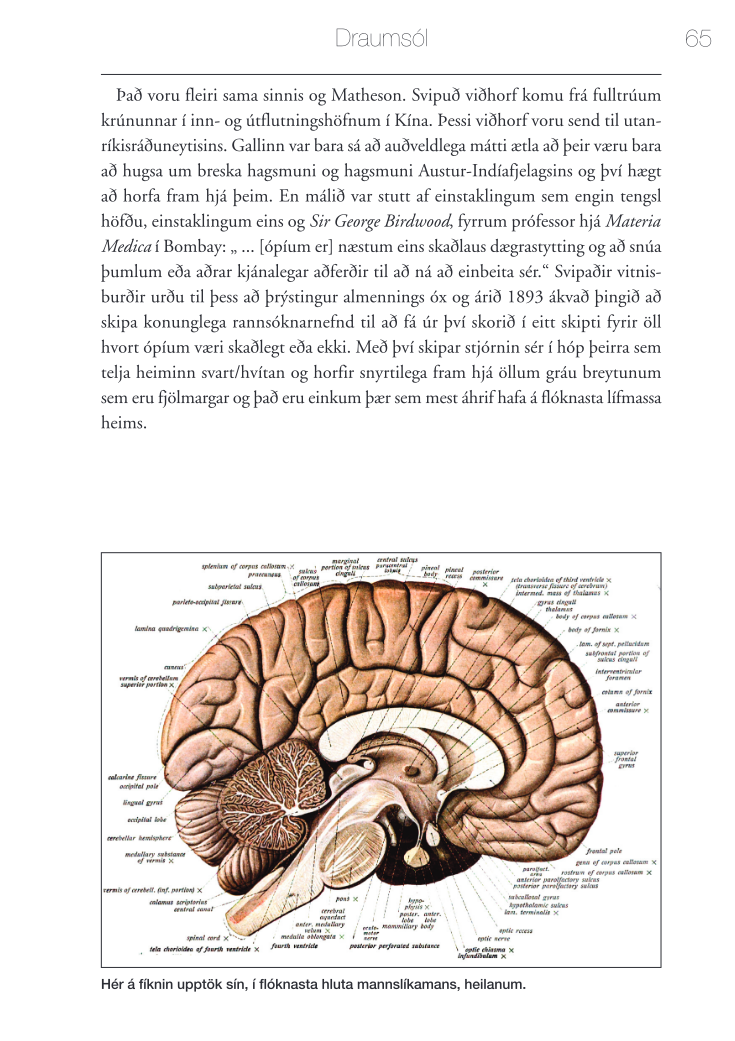 Draumsól
65
Það voru fleiri sama sinnis og Matheson. Svipuð viðhorf komu frá fulltrúum
krúnunnar í inn- og útflutningshöfnum í Kína. Þessi viðhorf voru send til utan-
ríkisráðuneytisins. Gallinn var bara sá að auðveldlega mátti ætla að þeir væru bara
að hugsa um breska hagsmuni og hagsmuni Austur-Indíafjelagsins og því hægt
að horfa fram hjá þeim. En málið var stutt af einstaklingum sem engin tengsl
höfðu, einstaklingum eins og Sir George Birdwood, fyrrum prófessor hjá Materia
Medica í Bombay: „ ... [ópíum er] næstum eins skaðlaus dægrastytting og að snúa
þumlum eða aðrar kjánalegar aðferðir til að ná að einbeita sér.“ Svipaðir vitnis-
burðir urðu til þess að þrýstingur almennings óx og árið 1893 ákvað þingið að
skipa konunglega rannsóknarnefnd til að fá úr því skorið í eitt skipti fyrir öll
hvort ópíum væri skaðlegt eða ekki. Með því skipar stjórnin sér í hóp þeirra sem
telja heiminn svart/hvítan og horfir snyrtilega fram hjá öllum gráu breytunum
sem eru fjölmargar og það eru einkum þær sem mest áhrif hafa á flóknasta lífmassa
heims.
splenium of corpus callosum x
praecuneus
subparietal sulcus
parieto-occipital fissure
lamina quadrigemina x
cuneus
vermis of cerebellum
superior portion x
sulcus
of corpus
callosum
marginal
portion of sulcus
cinguli
central sulcus
paracentral
lobule
pineal
body
pineal
recess
posterior
commissure
x
tela chorioidea of third ventricle x
(transverse fissure of cerebrum)
intermed. mass of thalamus x
gyrus cinguli
thalamus
body of corpus callosum x
body of fornix x
lam. of sept. pellucidum
subfrontal portion of
sulcus cinguli
interventricular
foramen
column of fornix
anterior
commissure x
superior
frontal
gyrus
calcarine fissure
occipital pole
lingual gyrus
occipital lobe
cerebellar hemisphere
medullary substance
of vermis x
vermis of cerebell. (inf. portion) x
calamus scriptorius
central canal
spinal cord x
tela chorioidea of fourth ventricle x
fourth ventricle
pons x
cerebral
aqueduct
anter. medullary
velum x
medulla oblongata x
oculo-
motor
nerve
hypo-
physis x
poster. anter.
lobe lobe
mammillary body
posterior perforated substance
frontal pole
genu of corpus callosum x
parolfact.
area
rostrum of corpus callosum x
anterior parolfactory sulcus
posterior parolfactory sulcus
subcallosal gyrus
hypothalamic sulcus
lam. terminalis x
optic recess
optic nerve
optic chiasma x
infundibulum x
Hér á fíknin upptök sín, í flóknasta hluta mannslíkamans, heilanum.